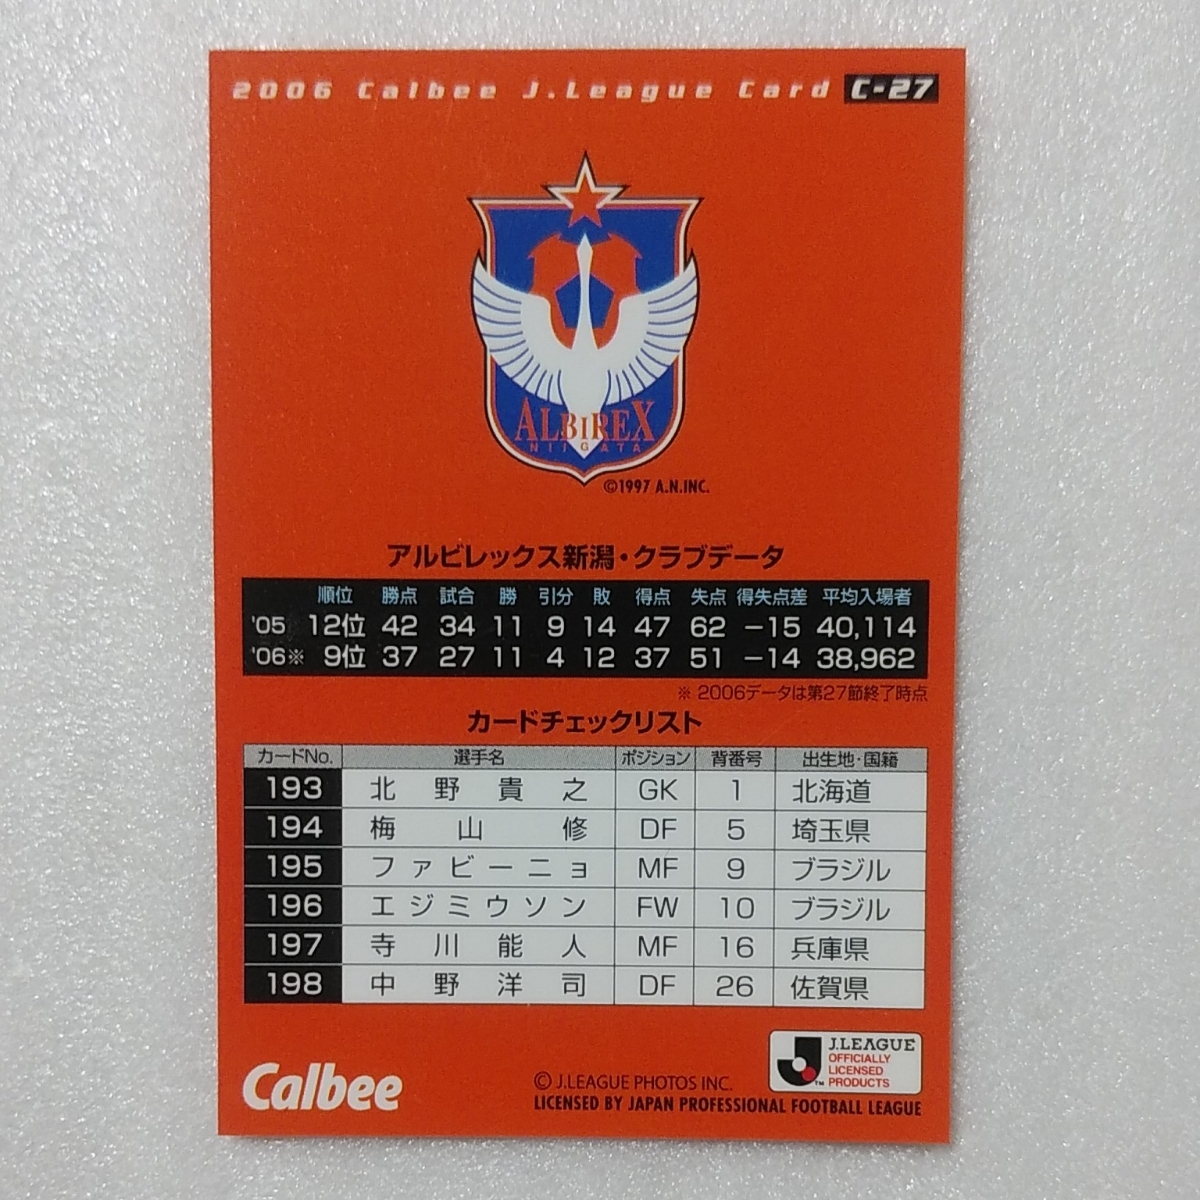 2006 Calbee J.League Card C-27
ALBIREX
NIIGATA
©1997 A.N.INC.
アルビレックス新潟・クラブデータ
順位 勝点 試合 勝 引分 敗 得点 失点 得失点差 平均入場者
'05 12位 42 34 11 9 14 47 62 −15 40,114
'06※ 9位 37 27 11 4 12 37 51 −14 38,962
※ 2006データは第27節終了時点
カードチェックリスト
カードNo. 選手名 ポジション 背番号 出生地・国籍
193 北野貴之 GK 1 北海道
194 梅山修 DF 5 埼玉県
195 ファビーニョ MF 9 ブラジル
196 エジミウソン FW 10 ブラジル
197 寺川能人 MF 16 兵庫県
198 中野洋司 DF 26 佐賀県
Calbee
J.LEAGUE
OFFICIALLY
LICENSED
PRODUCTS
TM
© J.LEAGUE PHOTOS INC.
LICENSED BY JAPAN PROFESSIONAL FOOTBALL LEAGUE